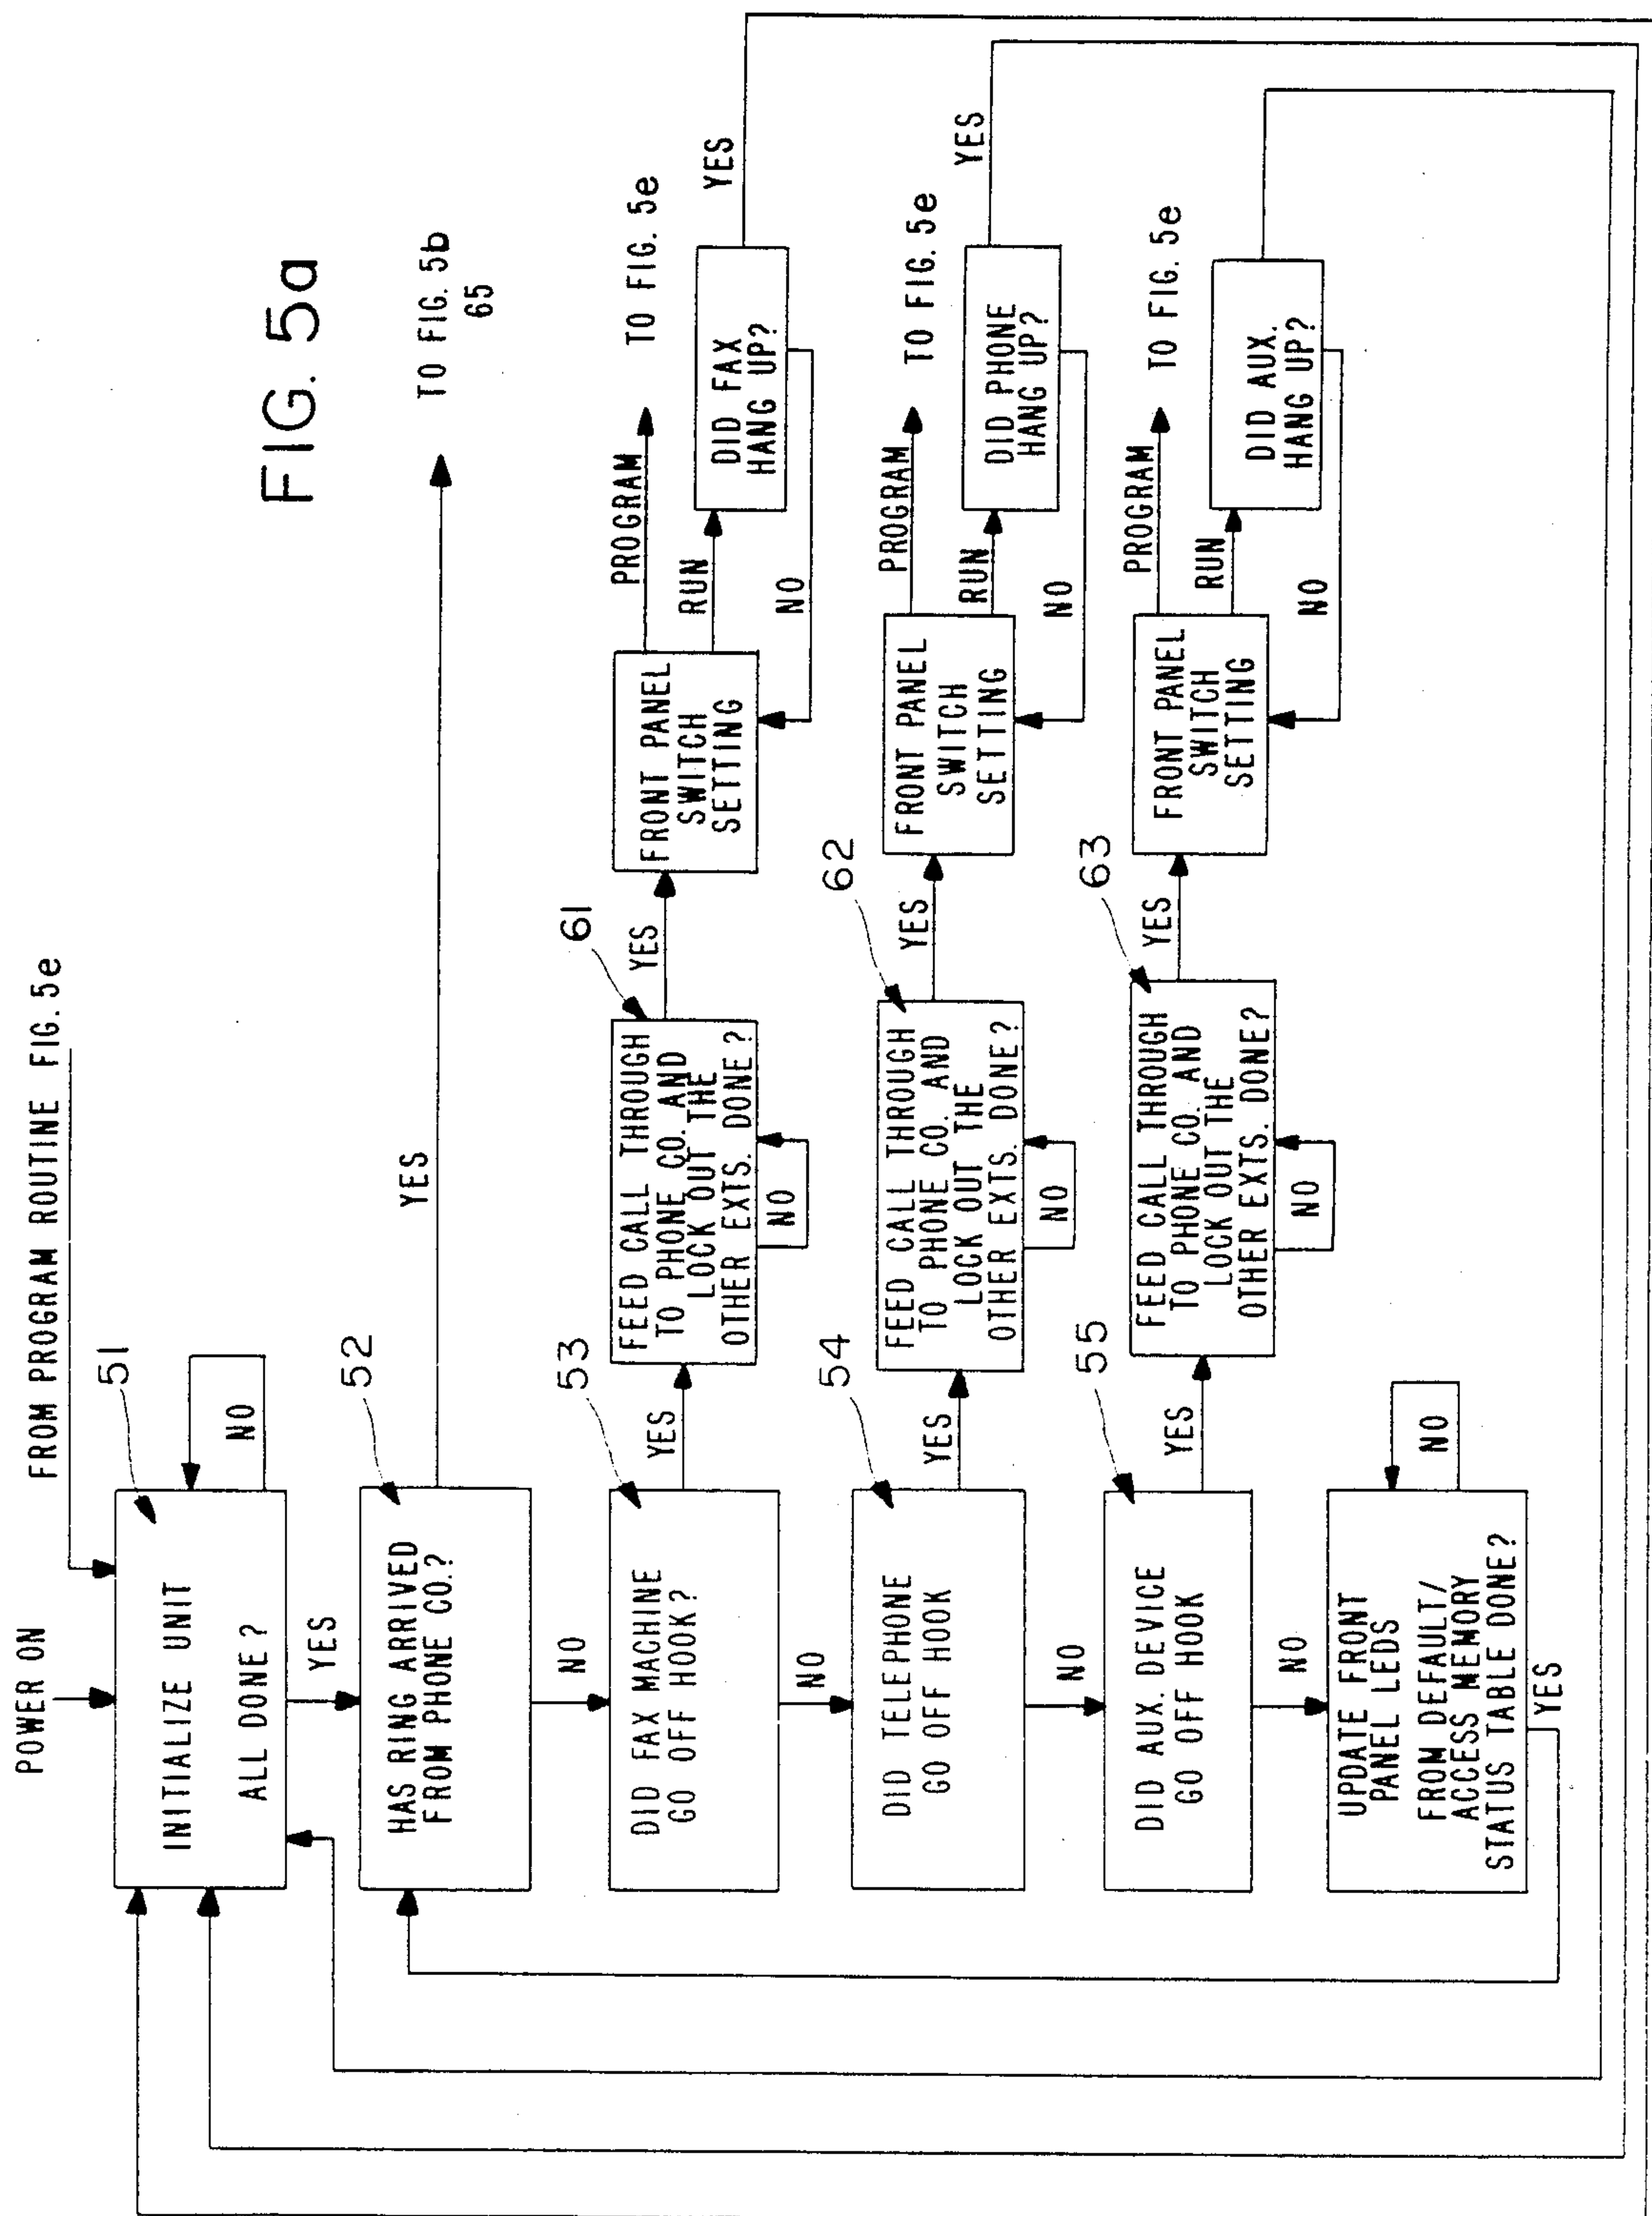 FIG. 5a
POWER ON
FROM PROGRAM ROUTINE FIG. 5e
51
INITIALIZE UNIT
ALL DONE?
NO
YES
52
HAS RING ARRIVED
FROM PHONE CO.?
YES
TO FIG. 5b
65
NO
53
DID FAX MACHINE
GO OFF HOOK?
YES
61
FEED CALL THROUGH
TO PHONE CO. AND
LOCK OUT THE
OTHER EXTS. DONE?
NO
YES
FRONT PANEL
SWITCH
SETTING
PROGRAM
TO FIG. 5e
RUN
DID FAX
HANG UP?
NO
YES
NO
54
DID TELEPHONE
GO OFF HOOK
YES
62
FEED CALL THROUGH
TO PHONE CO. AND
LOCK OUT THE
OTHER EXTS. DONE?
NO
YES
FRONT PANEL
SWITCH
SETTING
PROGRAM
TO FIG. 5e
RUN
DID PHONE
HANG UP?
NO
YES
NO
55
DID AUX. DEVICE
GO OFF HOOK
YES
63
FEED CALL THROUGH
TO PHONE CO. AND
LOCK OUT THE
OTHER EXTS. DONE?
NO
YES
FRONT PANEL
SWITCH
SETTING
PROGRAM
TO FIG. 5e
RUN
DID AUX.
HANG UP?
NO
NO
UPDATE FRONT
PANEL LEDS
FROM DEFAULT/
ACCESS MEMORY
STATUS TABLE DONE?
NO
YES